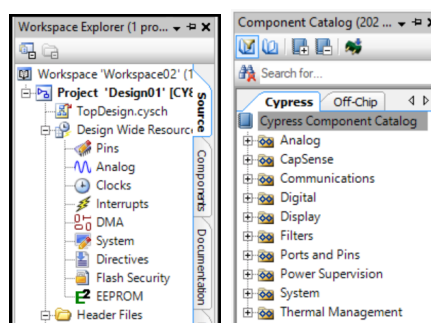 Workspace Explorer (1 pro...
Workspace 'Workspace02' (1
Project 'Design01' [CY8
TopDesign.cysch
Design Wide Resource
Pins
Analog
Clocks
Interrupts
DMA
System
Directives
Flash Security
EEPROM
Header Files
Source
Components
Documentation
Component Catalog (202 ...
Search for...
Cypress Off-Chip
Cypress Component Catalog
Analog
CapSense
Communications
Digital
Display
Filters
Ports and Pins
Power Supervision
System
Thermal Management